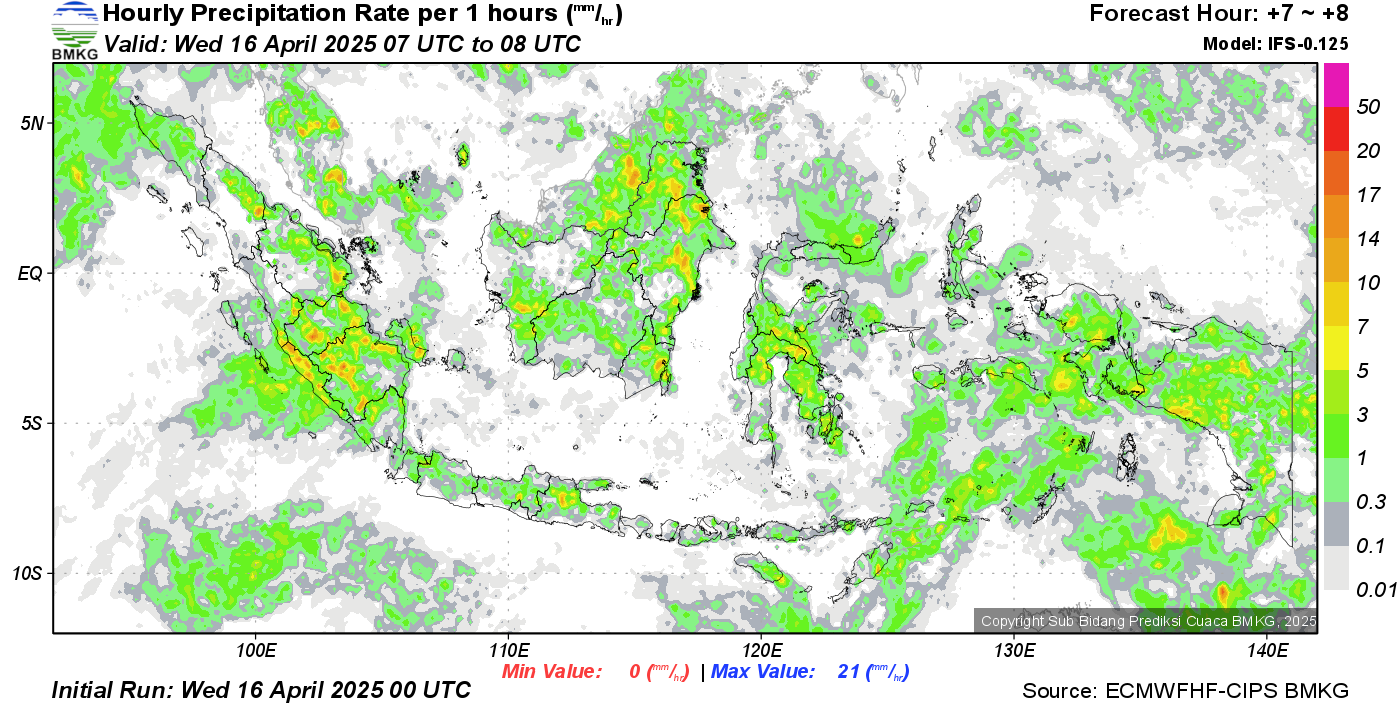 Hourly Precipitation Rate per 1 hours (mm/hr)
Forecast Hour: +7 ~ +8
BMKG
Valid: Wed 16 April 2025 07 UTC to 08 UTC
Model: IFS-0.125
5N
EQ
5S
10S
50
20
17
14
10
7
5
3
1
0.3
0.1
0.01
Copyright Sub Bidang Prediksi Cuaca BMKG, 2025
100E
110E
120E
130E
140E
Min Value: 0 (mm/hr) | Max Value: 21 (mm/hr)
Initial Run: Wed 16 April 2025 00 UTC
Source: ECMWFHF-CIPS BMKG